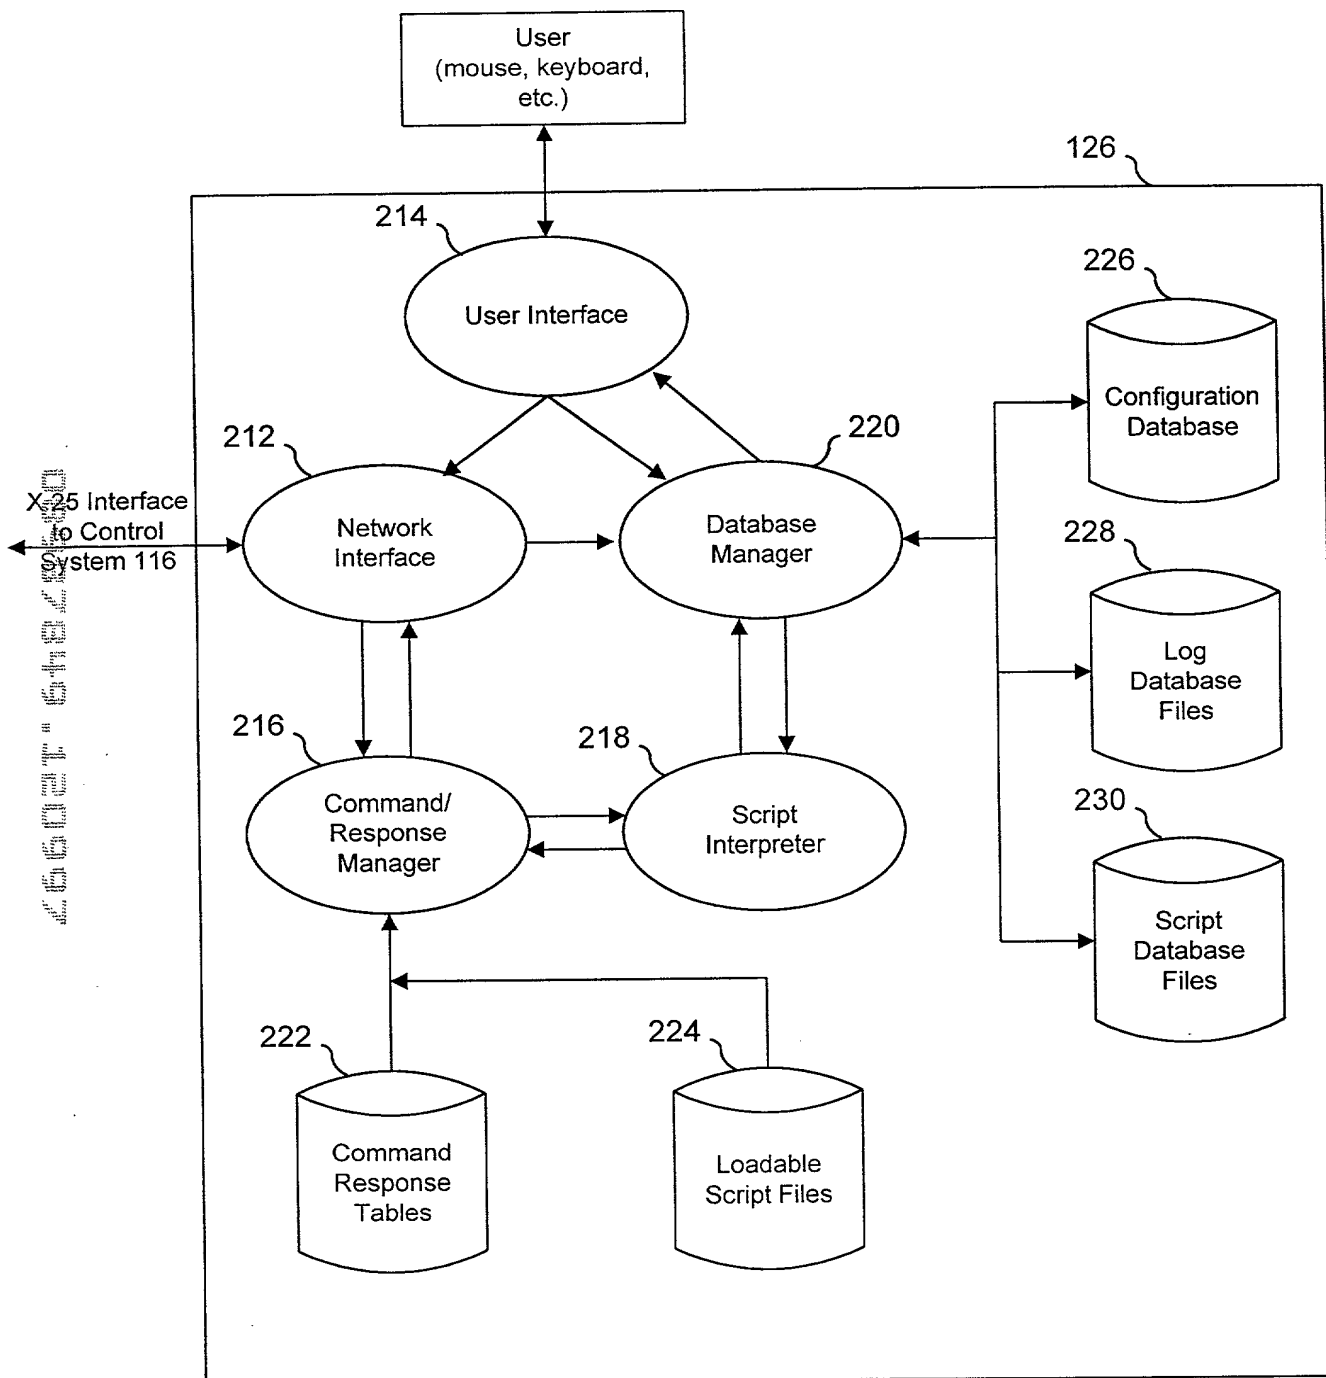 User
(mouse, keyboard,
etc.)
126
214
User Interface
226
Configuration
Database
212
220
X-25 Interface
to Control
System 116
Network
Interface
Database
Manager
228
Log
Database
Files
216
218
Command/
Response
Manager
Script
Interpreter
230
Script
Database
Files
222
224
Command
Response
Tables
Loadable
Script Files